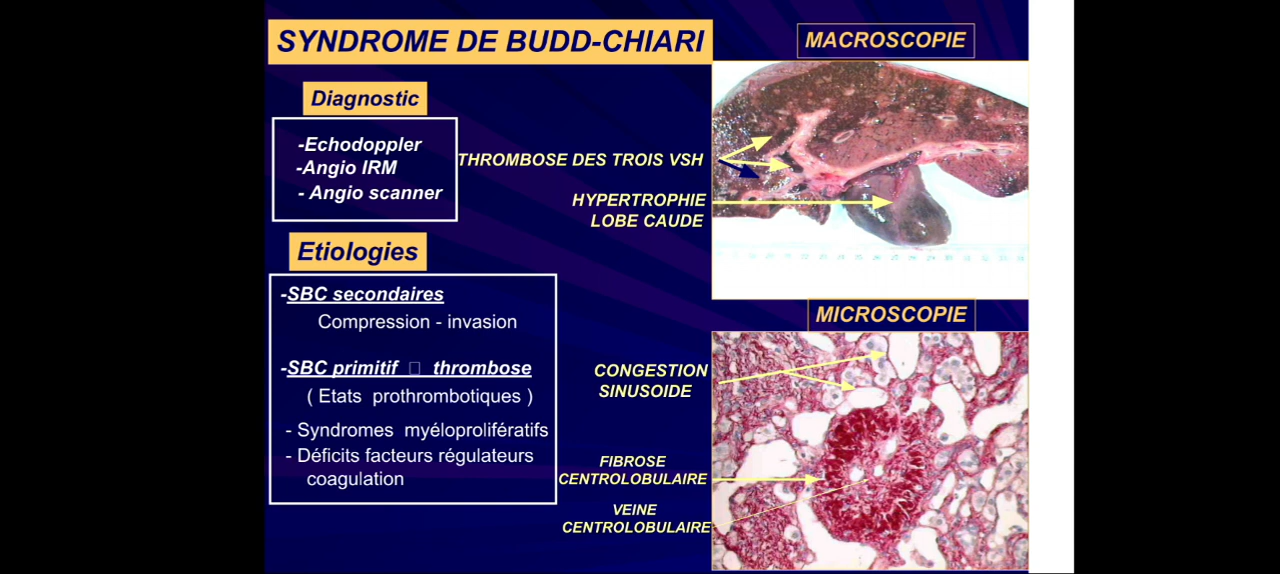 SYNDROME DE BUDD-CHIARI
Diagnostic
-Echodoppler
-Angio IRM
- Angio scanner
Etiologies
-SBC secondaires
Compression - invasion
-SBC primitif □ thrombose
( Etats prothrombotiques )
- Syndromes myéloprolifératifs
- Déficits facteurs régulateurs
coagulation
MACROSCOPIE
THROMBOSE DES TROIS VSH
HYPERTROPHIE
LOBE CAUDE
MICROSCOPIE
CONGESTION
SINUSOIDE
FIBROSE
CENTROLOBULAIRE
VEINE
CENTROLOBULAIRE